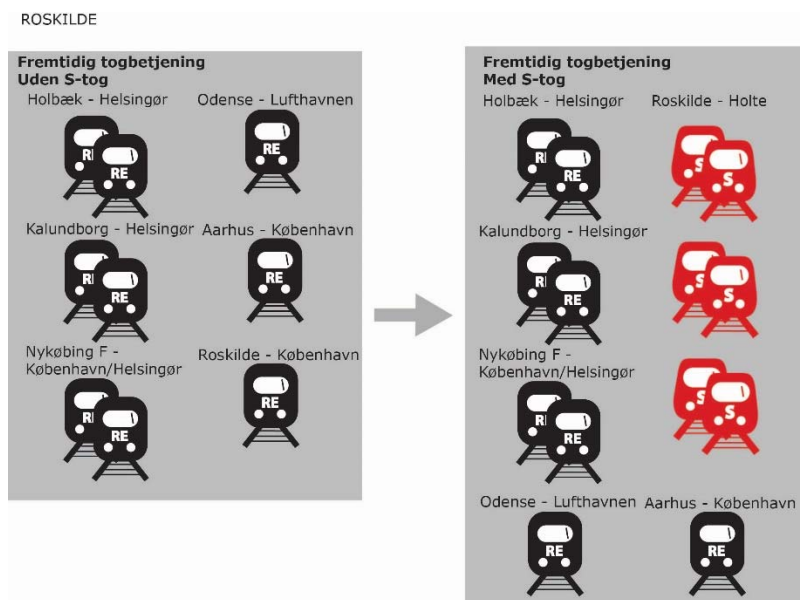 ROSKILDE
Fremtidig togbetjening
Uden S-tog
Holbæk - Helsingør
Odense - Lufthavnen
RE
RE
RE
Kalundborg - Helsingør
Aarhus - København
RE
RE
RE
Nykøbing F -
København/Helsingør
Roskilde - København
RE
RE
RE
Fremtidig togbetjening
Med S-tog
Holbæk - Helsingør
Roskilde - Holte
RE
RE
S
S
Kalundborg - Helsingør
RE
RE
S
S
Nykøbing F -
København/Helsingør
RE
RE
S
S
Odense - Lufthavnen
Aarhus - København
RE
RE